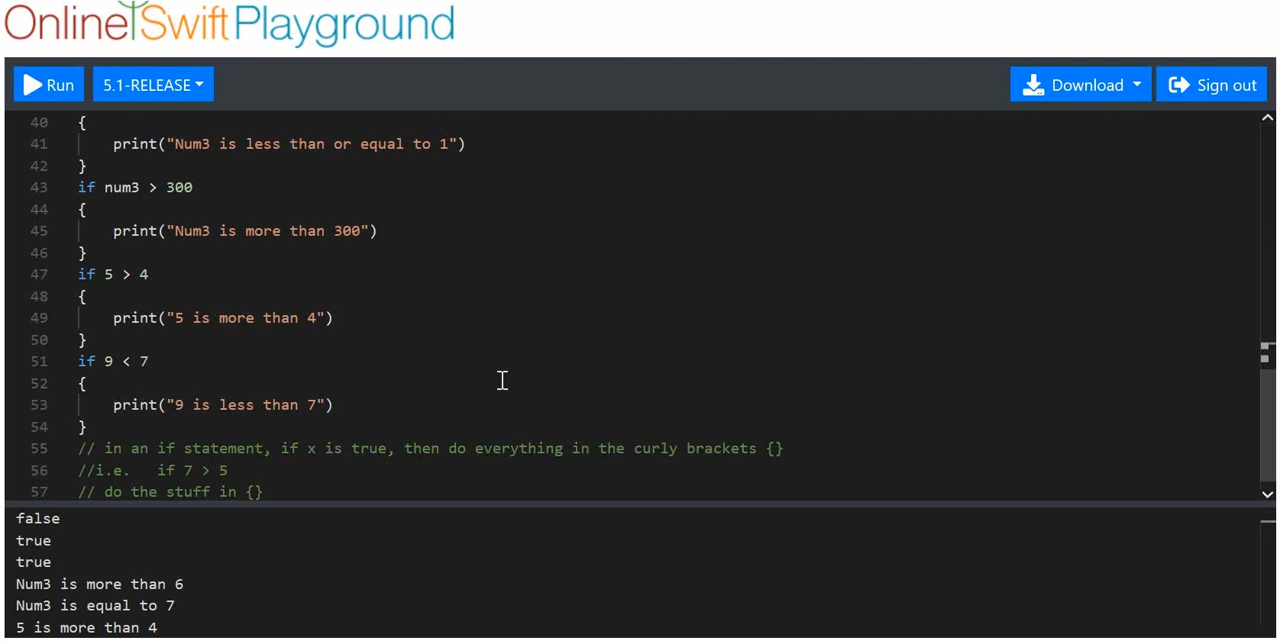 Online Swift Playground
Run 5.1-RELEASE Download Sign out
40 {
41 print("Num3 is less than or equal to 1")
42 }
43 if num3 > 300
44 {
45 print("Num3 is more than 300")
46 }
47 if 5 > 4
48 {
49 print("5 is more than 4")
50 }
51 if 9 < 7
52 {
53 print("9 is less than 7")
54 }
55 // in an if statement, if x is true, then do everything in the curly brackets {}
56 //i.e. if 7 > 5
57 // do the stuff in {}
false
true
true
Num3 is more than 6
Num3 is equal to 7
5 is more than 4